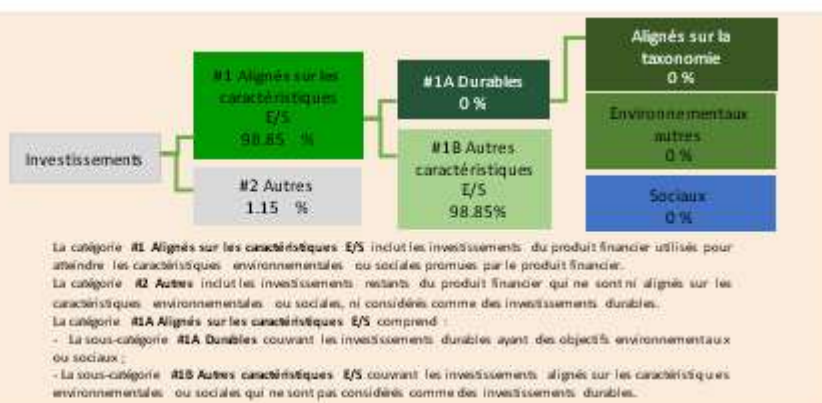 Investissements
#1 Alignés sur les
caractéristiques
E/S
98.85 %
#2 Autres
1.15 %
#1A Durables
0 %
#1B Autres
caractéristiques
E/S
98.85%
Alignés sur la
taxonomie
0 %
Environnementaux
autres
0 %
Sociaux
0 %
La catégorie #1 Alignés sur les caractéristiques E/S inclut les investissements du produit financier utilisés pour
atteindre les caractéristiques environnementales ou sociales promues par le produit financier.
La catégorie #2 Autres inclut les investissements restants du produit financier qui ne sont ni alignés sur les
caractéristiques environnementales ou sociales, ni considérés comme des investissements durables.
La catégorie #1A Alignés sur les caractéristiques E/S comprend :
- La sous-catégorie #1A Durables couvrant les investissements durables ayant des objectifs environnementaux
ou sociaux ;
- La sous-catégorie #1B Autres caractéristiques E/S couvrant les investissements alignés sur les caractéristiques
environnementales ou sociales qui ne sont pas considérés comme des investissements durables.